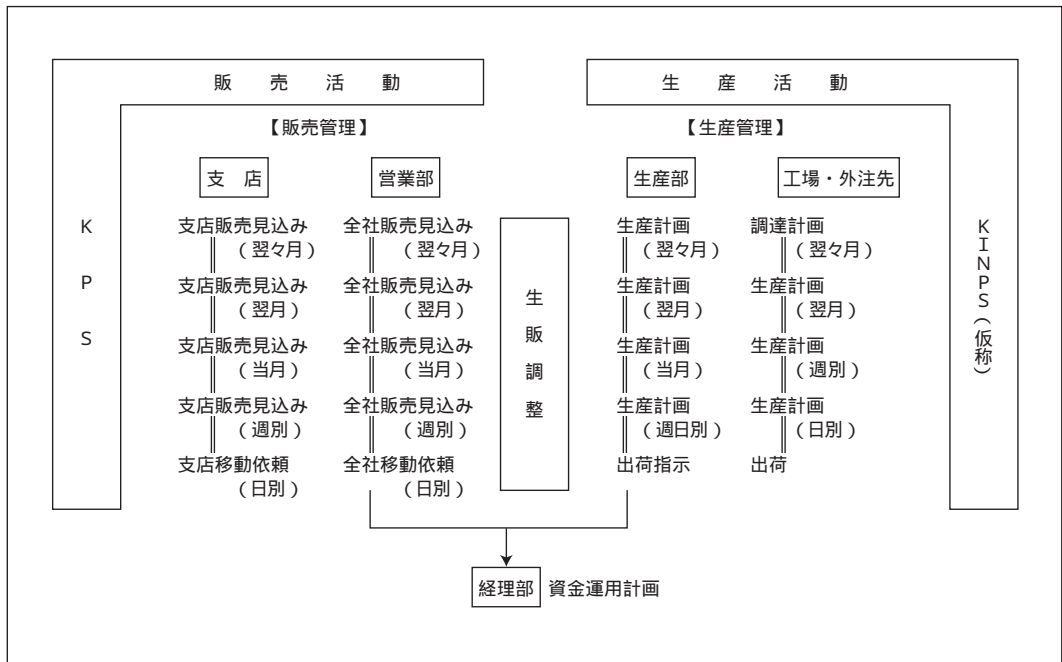 販売活動
生産活動
【販売管理】
【生産管理】
KPS
支店
支店販売見込み
（翌々月）
支店販売見込み
（翌月）
支店販売見込み
（当月）
支店販売見込み
（週別）
支店移動依頼
（日別）
営業部
全社販売見込み
（翌々月）
全社販売見込み
（翌月）
全社販売見込み
（当月）
全社販売見込み
（週別）
全社移動依頼
（日別）
生販調整
生産部
生産計画
（翌々月）
生産計画
（翌月）
生産計画
（当月）
生産計画
（週日別）
出荷指示
工場・外注先
調達計画
（翌々月）
生産計画
（翌月）
生産計画
（週別）
生産計画
（日別）
出荷
KINPS（仮称）
経理部 資金運用計画